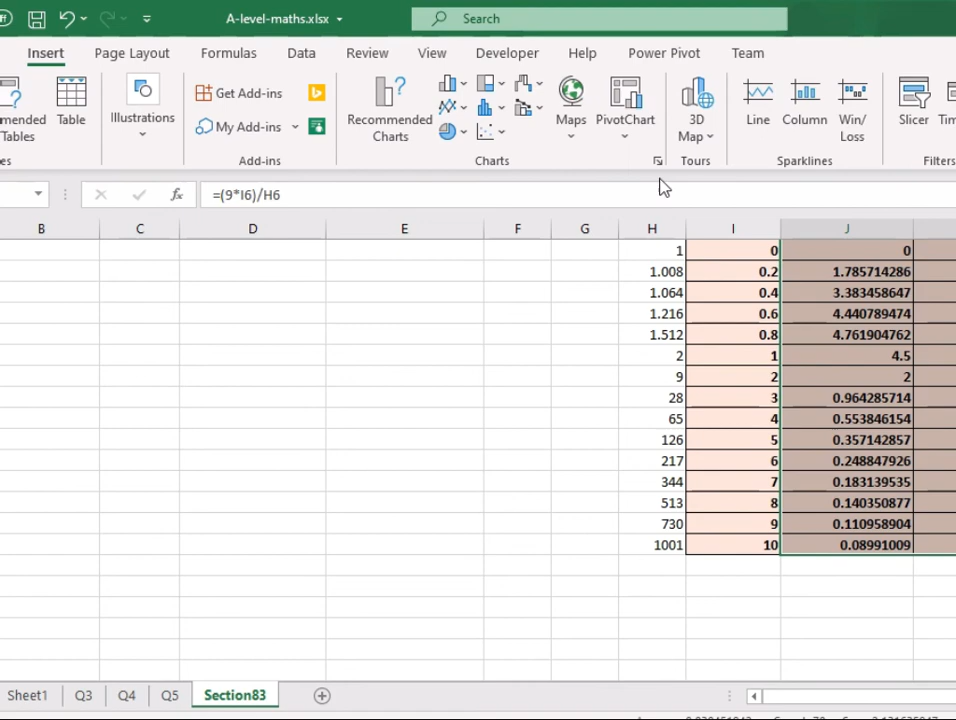 ff A-level-maths.xlsx Search
Insert Page Layout Formulas Data Review View Developer Help Power Pivot Team
mended Tables
Table
Illustrations
Get Add-ins
My Add-ins
Recommended Charts
Maps
PivotChart
3D Map
Line
Column
Win/ Loss
Slicer
Tim
es Add-ins Charts Tours Sparklines Filters
fx =(9*I6)/H6
B C D E F G H I J
1 0 0
1.008 0.2 1.785714286
1.064 0.4 3.383458647
1.216 0.6 4.440789474
1.512 0.8 4.761904762
2 1 4.5
9 2 2
28 3 0.964285714
65 4 0.553846154
126 5 0.357142857
217 6 0.248847926
344 7 0.183139535
513 8 0.140350877
730 9 0.110958904
1001 10 0.08991009
Sheet1 Q3 Q4 Q5 Section83